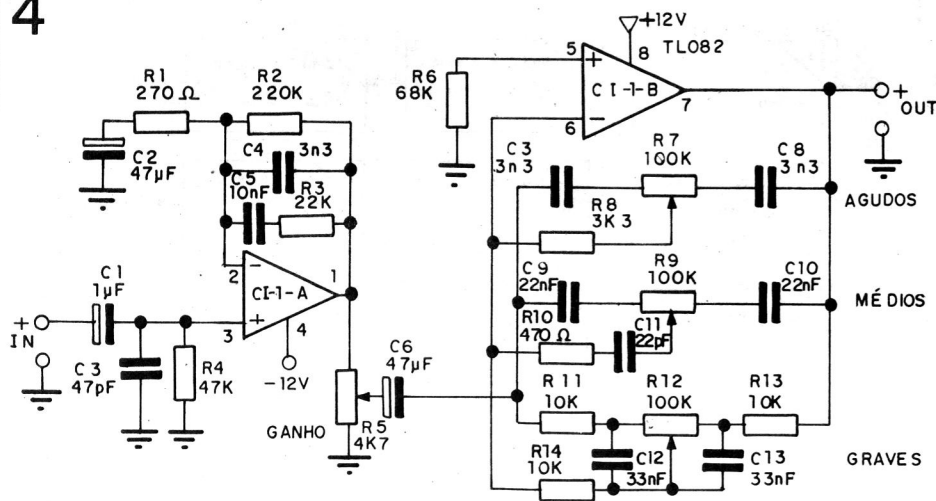 4
R1
270 Ω
R2
220K
C2
47µF
C4
3n3
C5
10nF
R3
22K
2
-
CI-1-A
1
3
+
4
-12V
C1
1µF
+
IN
C3
47pF
R4
47K
GANHO
R5
4K7
C6
47µF
R6
68K
+12V
8
TL082
5
+
CI-1-B
7
6
-
+
OUT
C3
3n3
R7
100K
C8
3n3
AGUDOS
R8
3K3
C9
22nF
R9
100K
C10
22nF
MÉDIOS
R10
470 Ω
C11
22pF
R11
10K
R12
100K
R13
10K
R14
10K
C12
33nF
C13
33nF
GRAVES